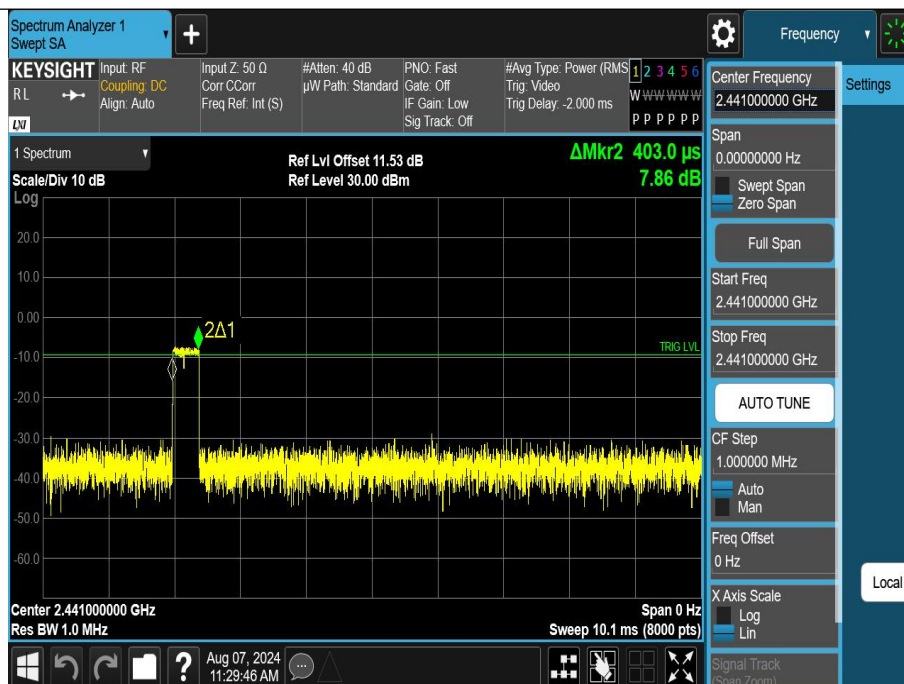 Spectrum Analyzer 1
Swept SA
+
Frequency
KEYSIGHT
RL
LXI
Input: RF
Coupling: DC
Align: Auto
Input Z: 50 Ω
Corr CCorr
Freq Ref: Int (S)
#Atten: 40 dB
µW Path: Standard
PNO: Fast
Gate: Off
IF Gain: Low
Sig Track: Off
#Avg Type: Power (RMS
Trig: Video
Trig Delay: -2.000 ms
1 2 3 4 5 6
W W W W W W
P P P P P P
1 Spectrum
Scale/Div 10 dB
Log
Ref Lvl Offset 11.53 dB
Ref Level 30.00 dBm
ΔMkr2 403.0 µs
7.86 dB
20.0
10.0
0.00
-10.0
-20.0
-30.0
-40.0
-50.0
-60.0
2Δ1
TRIG LVL
Center 2.441000000 GHz
Res BW 1.0 MHz
Span 0 Hz
Sweep 10.1 ms (8000 pts)
Center Frequency
2.441000000 GHz
Span
0.00000000 Hz
Swept Span
Zero Span
Full Span
Start Freq
2.441000000 GHz
Stop Freq
2.441000000 GHz
AUTO TUNE
CF Step
1.000000 MHz
Auto
Man
Freq Offset
0 Hz
X Axis Scale
Log
Lin
Signal Track
(Span Zoom)
Settings
Local
?
Aug 07, 2024
11:29:46 AM